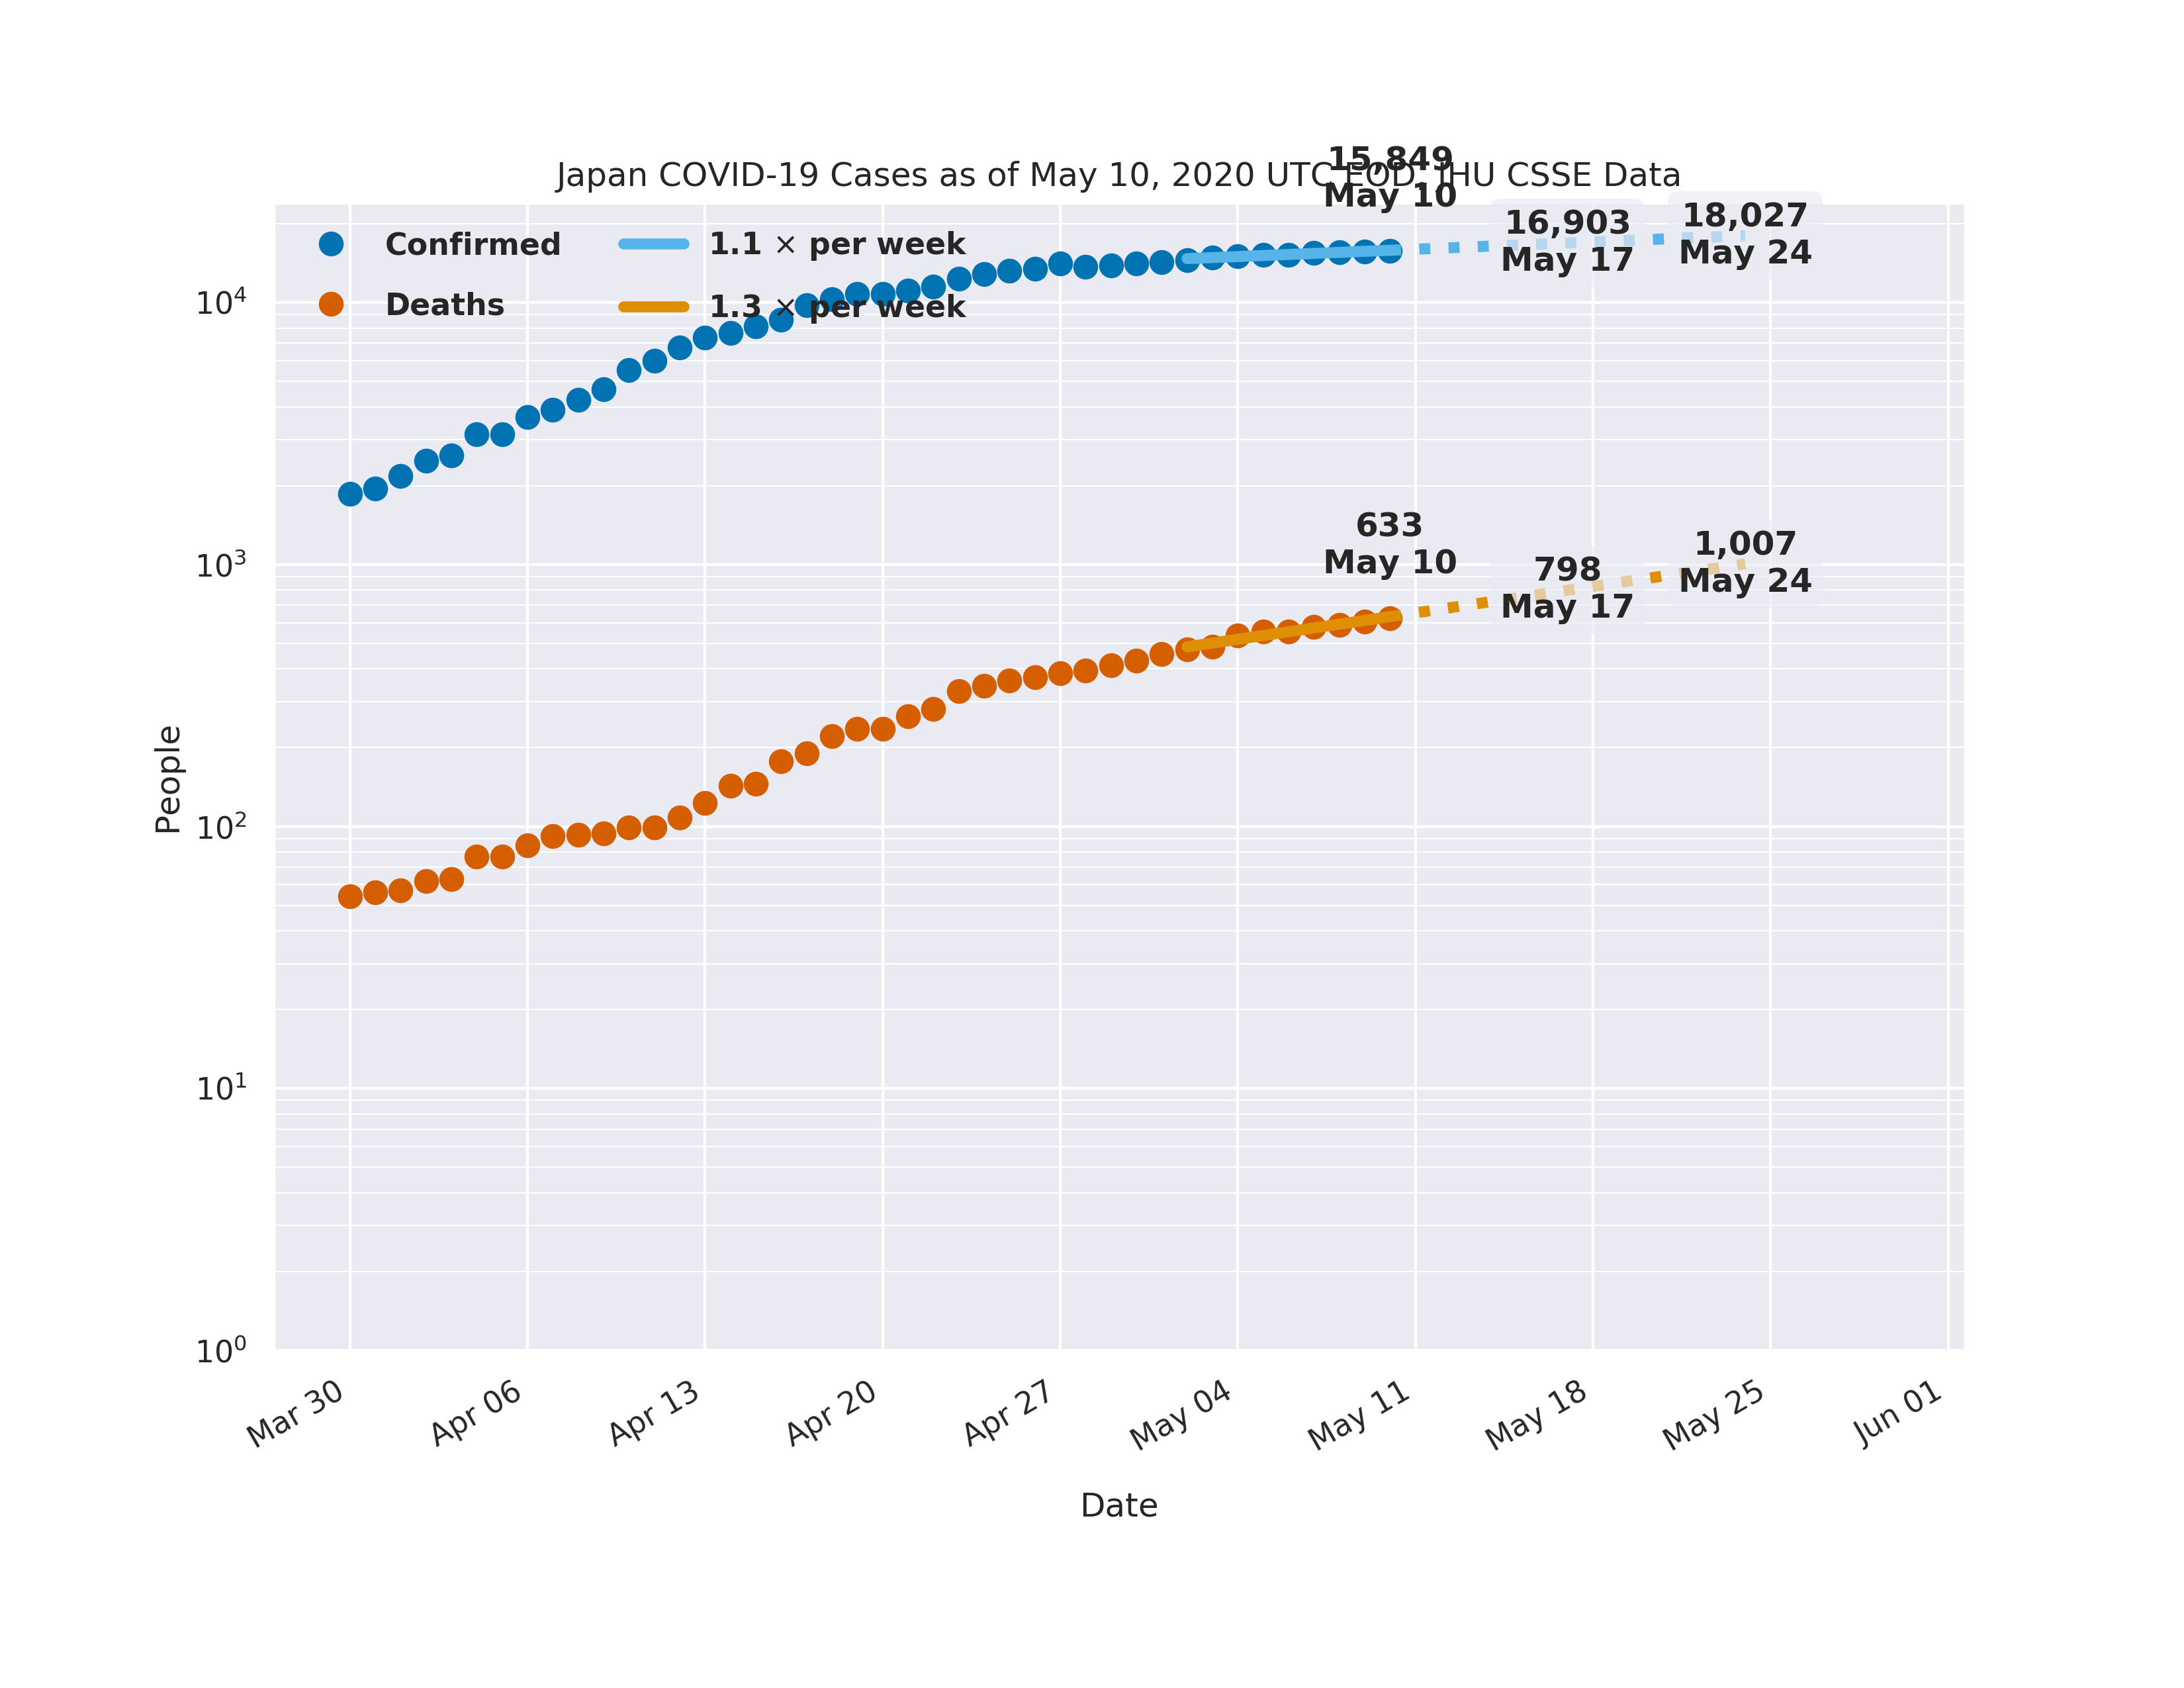 15,849
May 10
Japan COVID-19 Cases as of May 10, 2020 UTC EOD, JHU CSSE Data
16,903
May 17
18,027
May 24
Confirmed
Deaths
1.1 × per week
1.3 × per week
633
May 10
798
May 17
1,007
May 24
People
10⁴
10³
10²
10¹
10⁰
Mar 30
Apr 06
Apr 13
Apr 20
Apr 27
May 04
May 11
May 18
May 25
Jun 01
Date